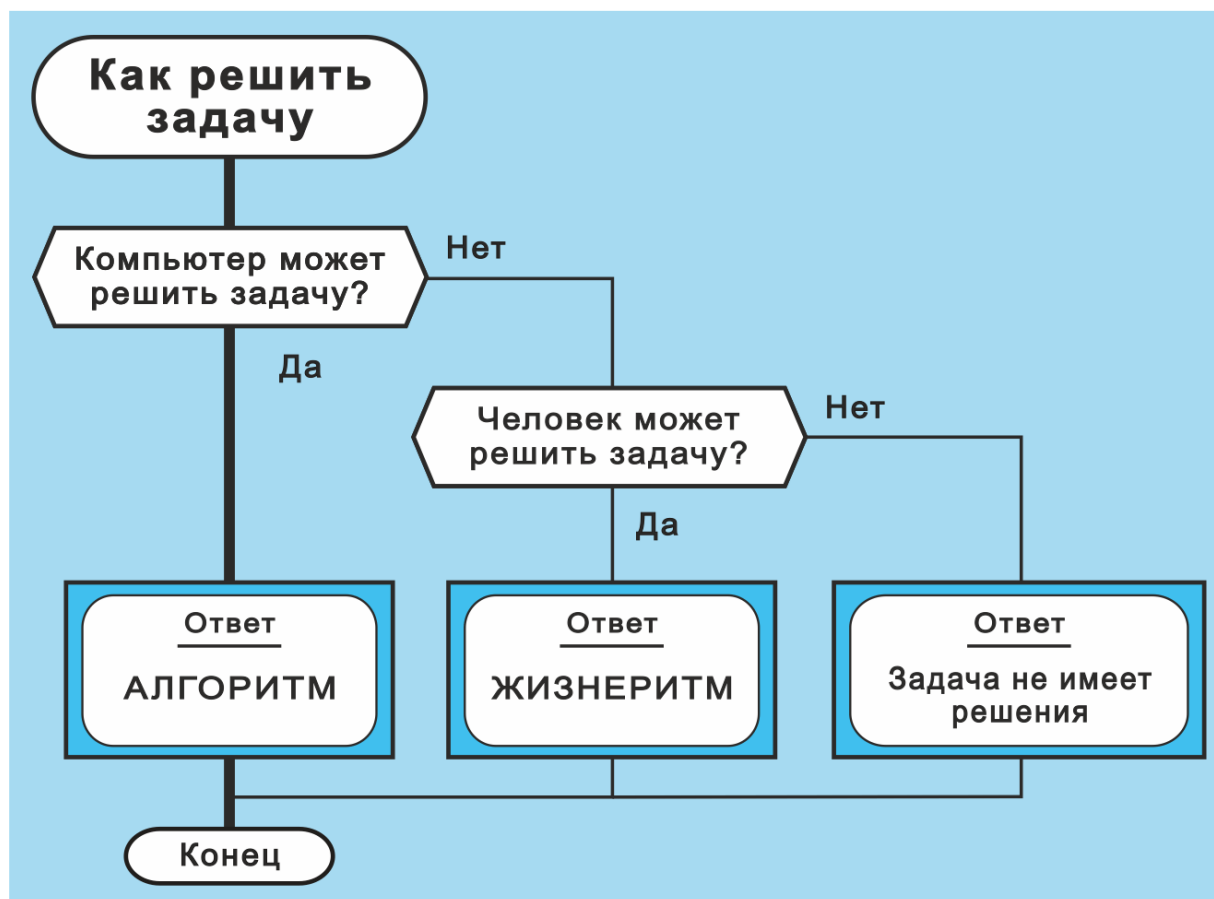 Как решить
задачу
Компьютер может
решить задачу?
Нет
Да
Человек может
решить задачу?
Нет
Да
Ответ
АЛГОРИТМ
Ответ
ЖИЗНЕРИТМ
Ответ
Задача не имеет
решения
Конец